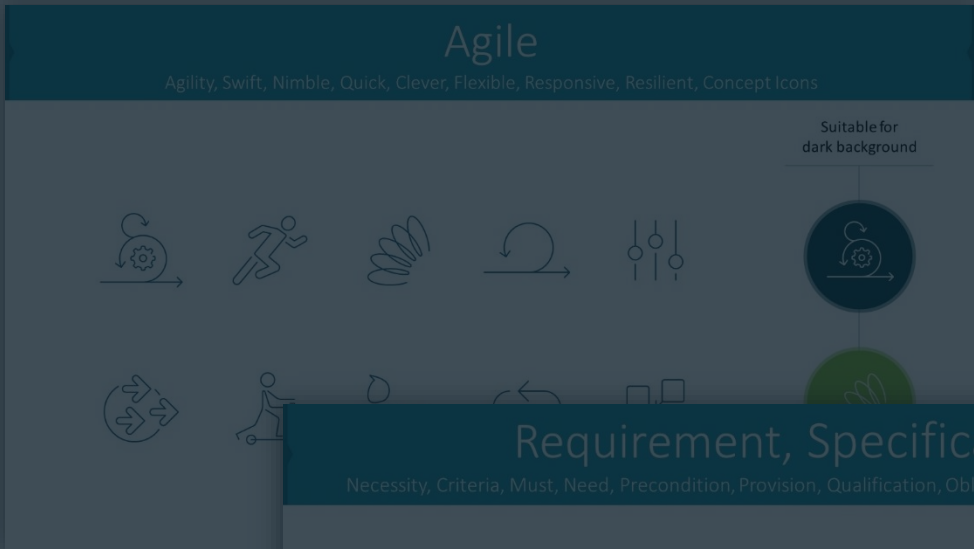 Agile
Agility, Swift, Nimble, Quick, Clever, Flexible, Responsive, Resilient, Concept Icons
Suitable for
dark background
Requirement, Specific
Necessity, Criteria, Must, Need, Precondition, Provision, Qualification, Obl